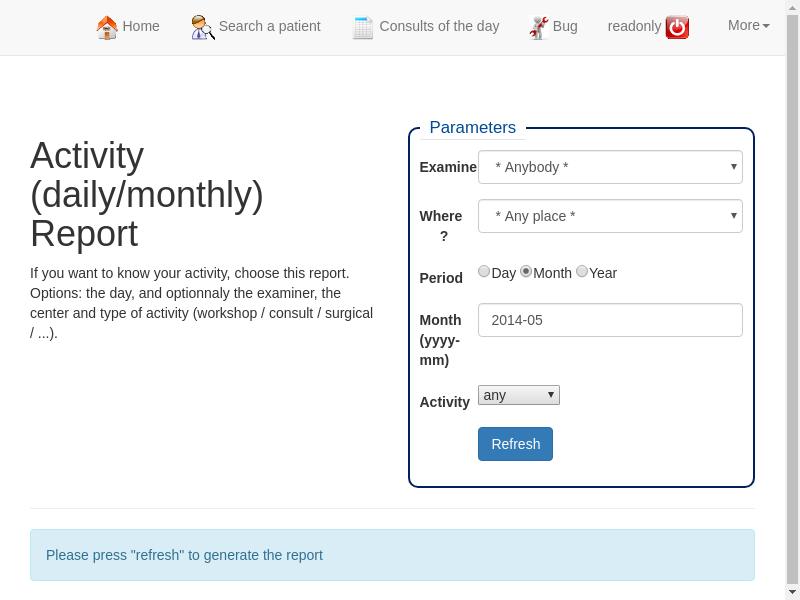 Home
Search a patient
Consults of the day
Bug
readonly
More
Activity
(daily/monthly)
Report
If you want to know your activity, choose this report.
Options: the day, and optionnaly the examiner, the
center and type of activity (workshop / consult / surgical
/ ...).
Parameters
Examine
* Anybody *
Where
?
* Any place *
Period
Day Month Year
Month
(yyyy-
mm)
2014-05
Activity
any
Refresh
Please press "refresh" to generate the report